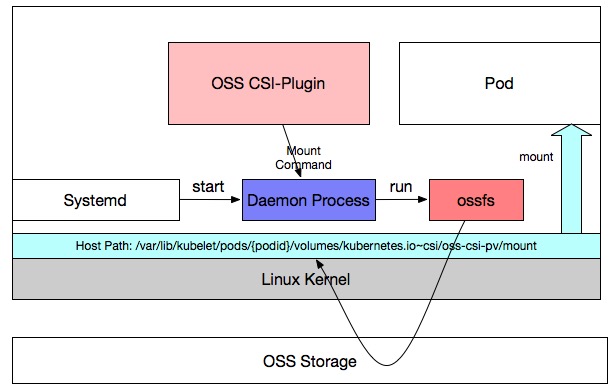 OSS CSI-Plugin
Pod
Mount
Command
mount
Systemd
start
Daemon Process
run
ossfs
Host Path: /var/lib/kubelet/pods/{podid}/volumes/kubernetes.io~csi/oss-csi-pv/mount
Linux Kernel
OSS Storage